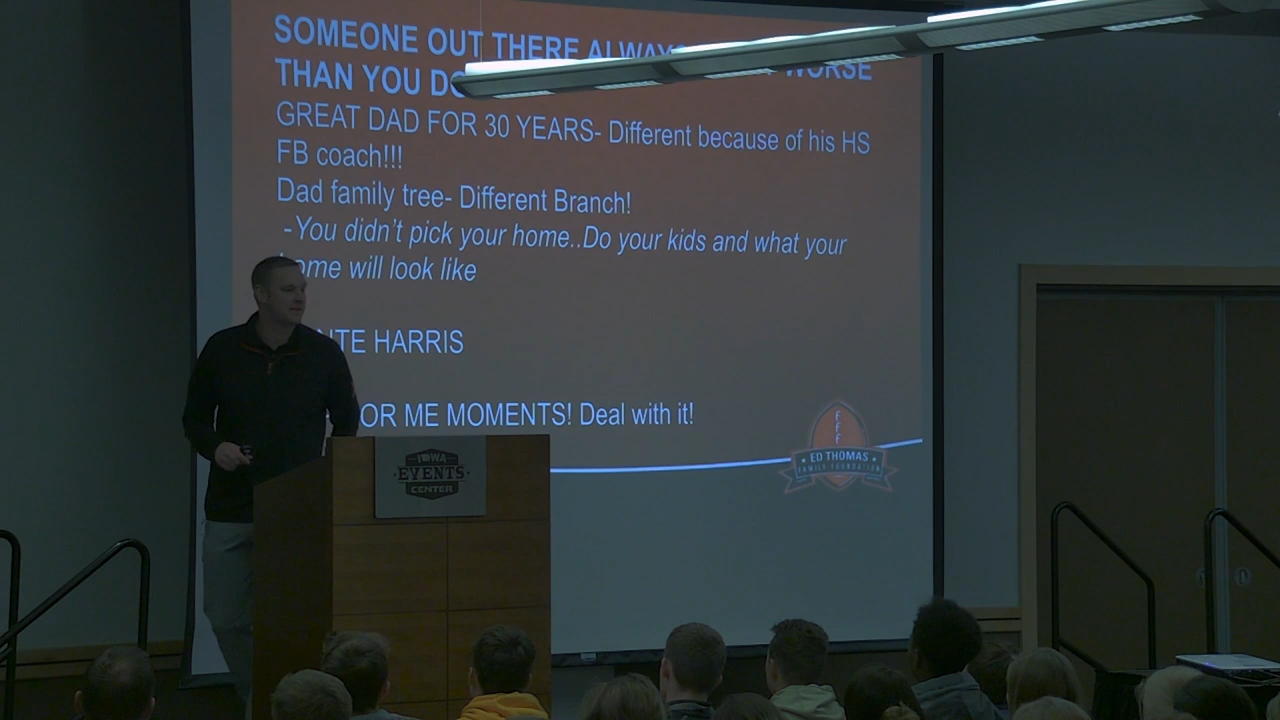 SOMEONE OUT THERE ALWAYS WORSE
THAN YOU
GREAT DAD FOR 30 YEARS- Different because of his HS
FB coach!!!
Dad family tree- Different Branch!
-You didn't pick your home..Do your kids and what your
home will look like
HARRIS
OR ME MOMENTS! Deal with it!
ED THOMAS
FAMILY FOUNDATION
IOWA
EVENTS
CENTER